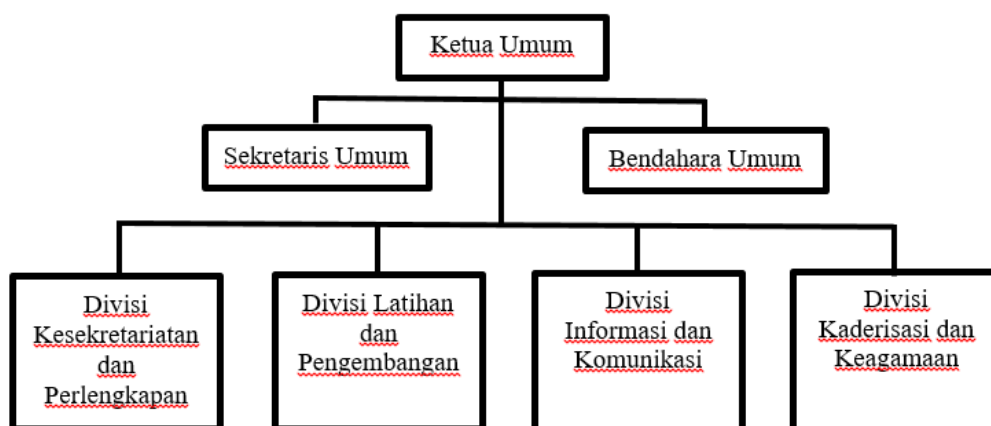 Ketua Umum
Sekretaris Umum
Bendahara Umum
Divisi
Kesekretariatan
dan
Perlengkapan
Divisi Latihan
dan
Pengembangan
Divisi
Informasi dan
Komunikasi
Divisi
Kaderisasi dan
Keagamaan